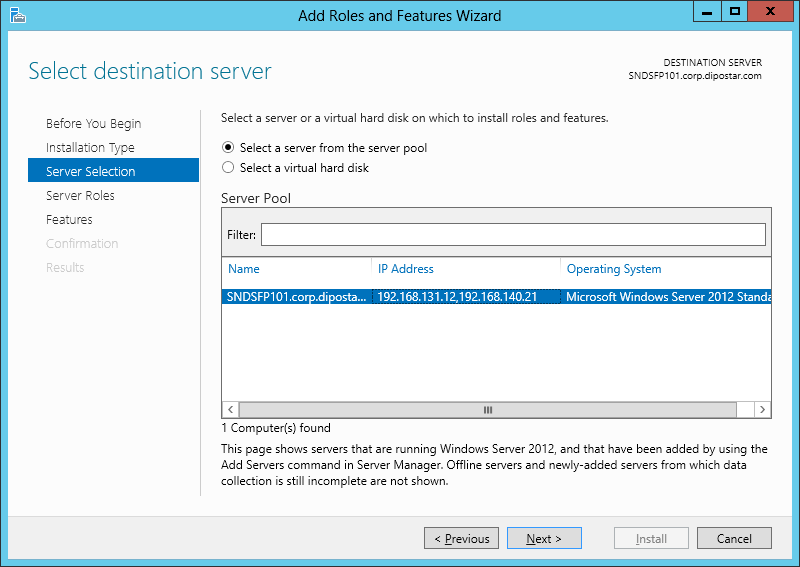 Add Roles and Features Wizard
Select destination server
DESTINATION SERVER
SNDSFP101.corp.dipostar.com
Before You Begin
Installation Type
Server Selection
Server Roles
Features
Confirmation
Results
Select a server or a virtual hard disk on which to install roles and features.
Select a server from the server pool
Select a virtual hard disk
Server Pool
Filter:
Name IP Address Operating System
SNDSFP101.corp.diposta... 192.168.131.12,192.168.140.21 Microsoft Windows Server 2012 Standa
1 Computer(s) found
This page shows servers that are running Windows Server 2012, and that have been added by using the
Add Servers command in Server Manager. Offline servers and newly-added servers from which data
collection is still incomplete are not shown.
< Previous Next > Install Cancel